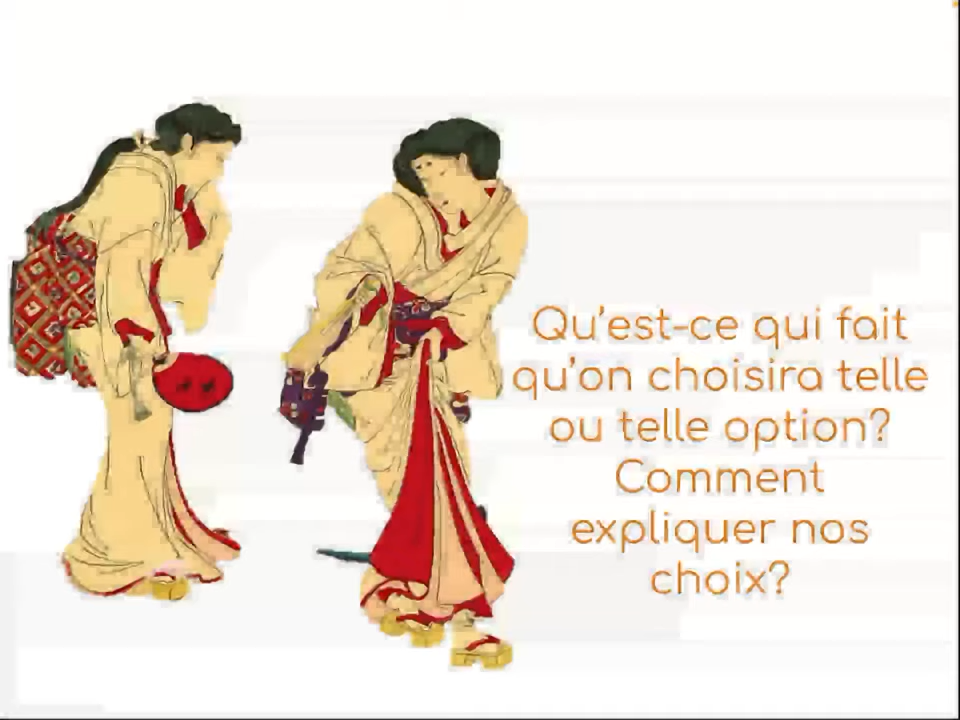 Qu'est-ce qui fait
qu'on choisira telle
ou telle option?
Comment
expliquer nos
choix?